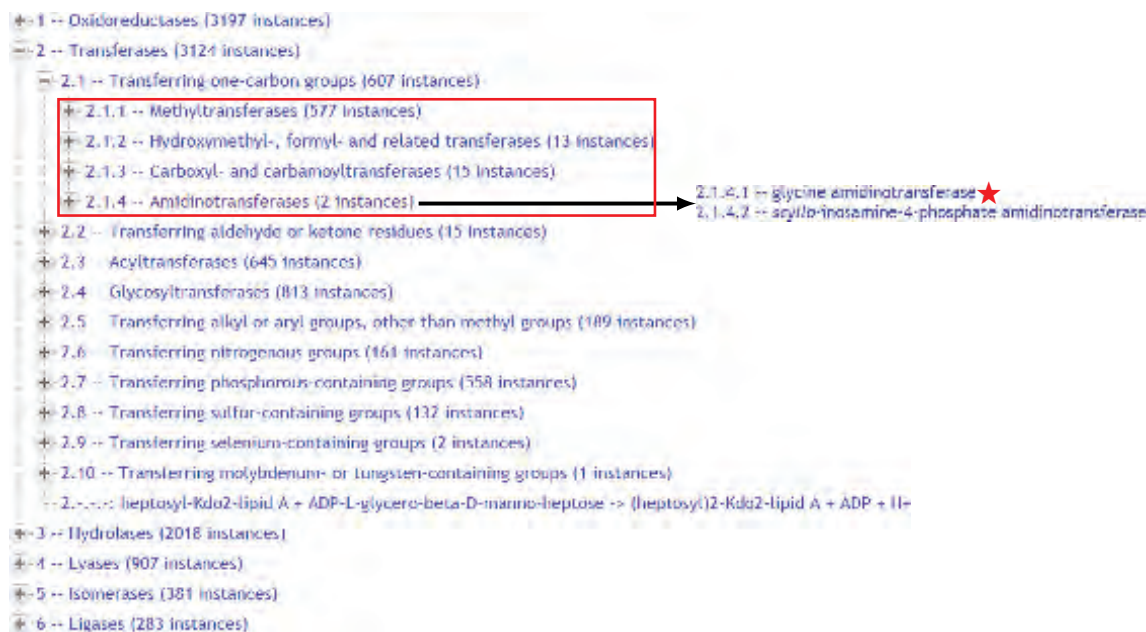 1 -- Oxidoreductases (3197 instances)
2 -- Transferases (3124 instances)
2.1 -- Transferring one-carbon groups (607 instances)
2.1.1 -- Methyltransferases (577 instances)
2.1.2 -- Hydroxymethyl-, formyl- and related transferases (13 instances)
2.1.3 -- Carboxyl- and carbamoyltransferases (15 instances)
2.1.4 -- Amidinotransferases (2 instances)
2.1.4.1 -- glycine amidinotransferase
2.1.4.2 -- scyllo-inosamine-4-phosphate amidinotransferase
2.2 -- Transferring aldehyde or ketone residues (15 instances)
2.3 Acyltransferases (645 instances)
2.4 Glycosyltransferases (813 instances)
2.5 Transferring alkyl or aryl groups, other than methyl groups (189 instances)
2.6 Transferring nitrogenous groups (161 instances)
2.7 -- Transferring phosphorous-containing groups (558 instances)
2.8 -- Transferring sulfur-containing groups (132 instances)
2.9 -- Transferring selenium-containing groups (2 instances)
2.10 -- Transferring molybdenum- or tungsten-containing groups (1 instances)
2.-.-.-: heptosyl-Kdo2-lipid A + ADP-L-glycero-beta-D-manno-heptose -> (heptosyl)2-Kdo2-lipid A + ADP + H+
3 -- Hydrolases (2018 instances)
4 -- Lyases (907 instances)
5 -- Isomerases (381 instances)
6 -- Ligases (283 instances)